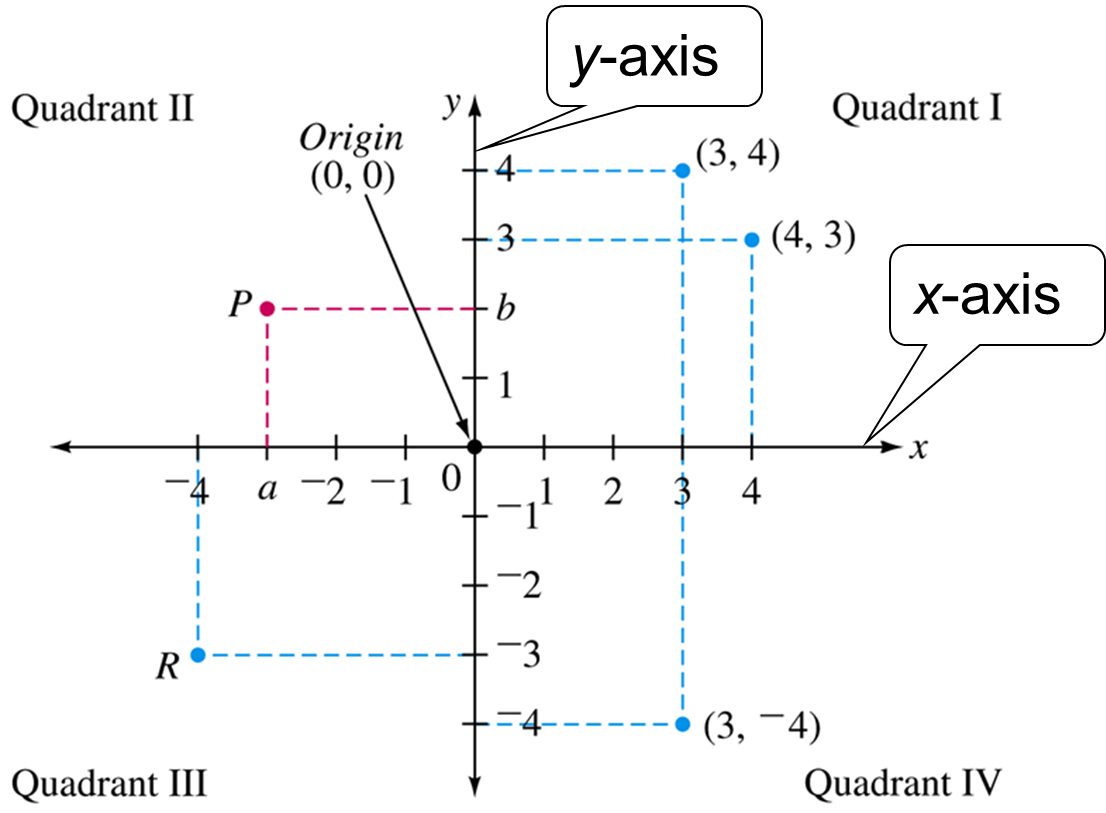 y-axis
Quadrant II
y
Quadrant I
Origin
(0, 0)
(3, 4)
4
3
(4, 3)
P
b
x-axis
1
x
−4 a −2 −1 0 1 2 3 4
−1
−2
−3
R
−4
(3, −4)
Quadrant III
Quadrant IV